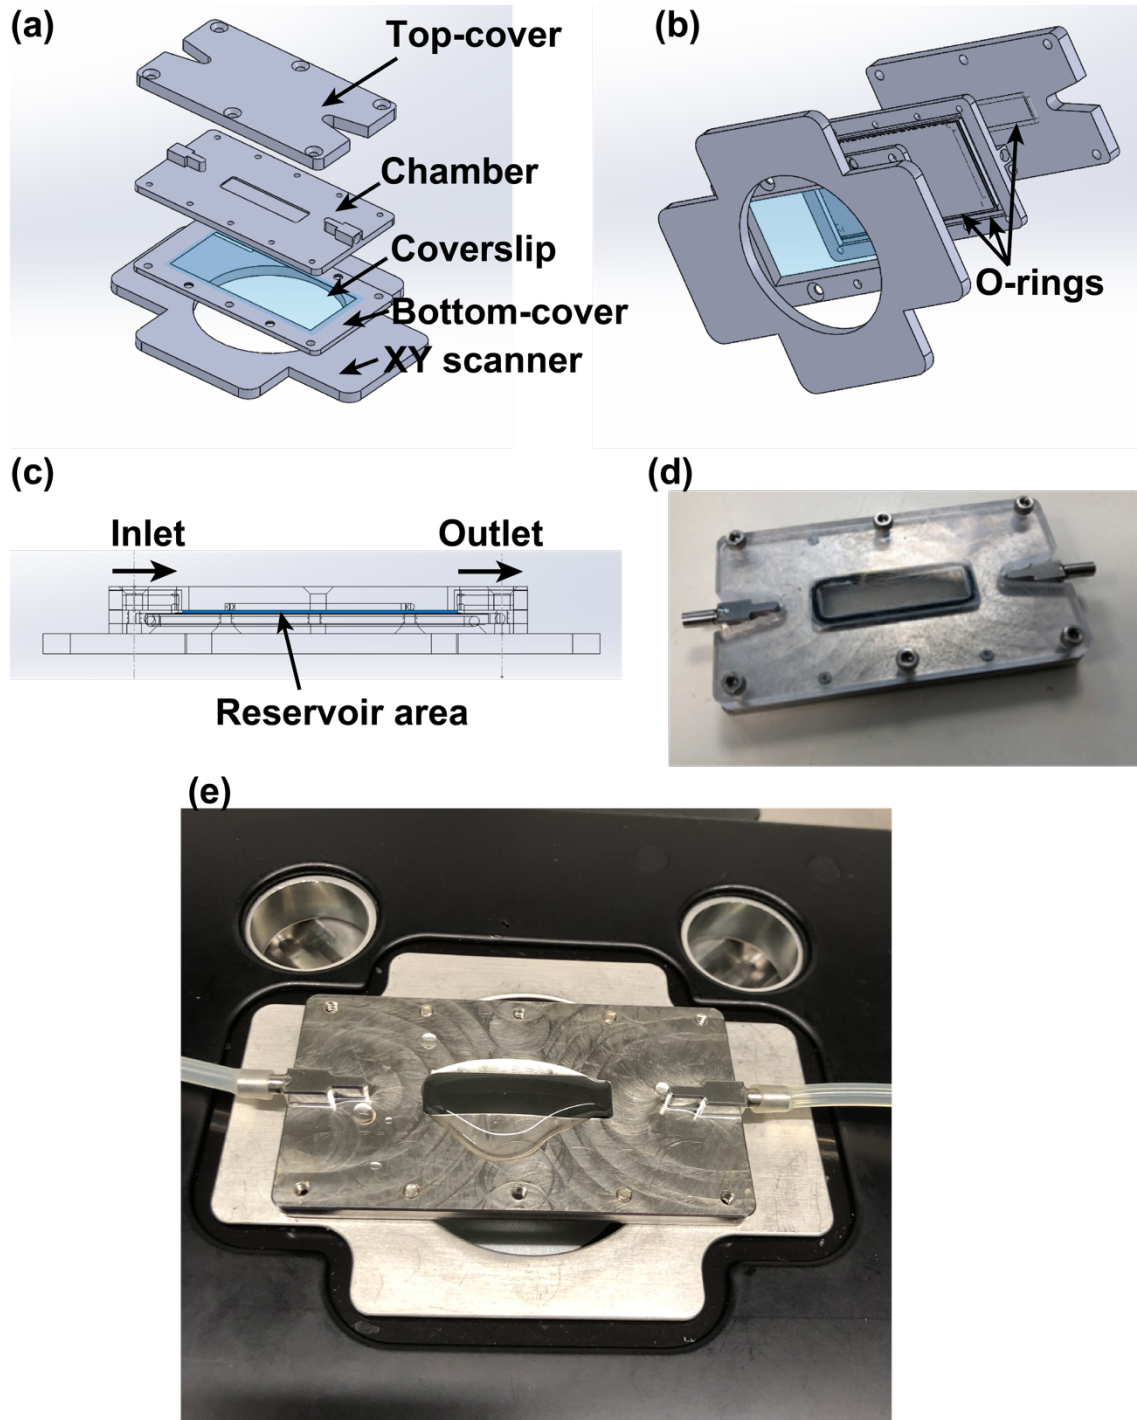 (a)
Top-cover
Chamber
Coverslip
Bottom-cover
XY scanner
(b)
O-rings
(c)
Inlet
Outlet
Reservoir area
(d)
(e)